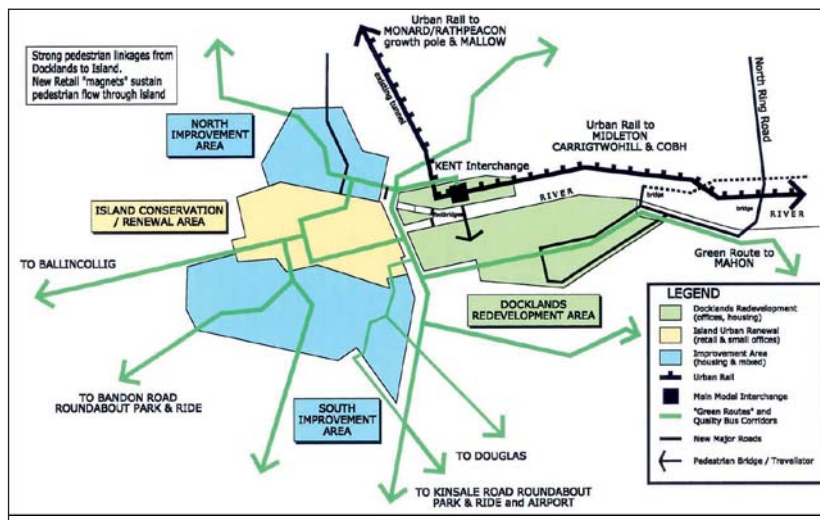 Urban Rail to
MONARD/RATHPEACON
growth pole & MALLOW
Strong pedestrian linkages from
Docklands to Island.
New Retail "magnets" sustain
pedestrian flow through island
existing tunnel
North Ring Road
NORTH
IMPROVEMENT
AREA
Urban Rail to
MIDLETON
CARRIGTWOHILL & COBH
KENT Interchange
RIVER
bridge
bridge
RIVER
ISLAND CONSERVATION
/ RENEWAL AREA
TO BALLINCOLLIG
Green Route to
MAHON
DOCKLANDS
REDEVELOPMENT AREA
TO BANDON ROAD
ROUNDABOUT PARK & RIDE
SOUTH
IMPROVEMENT
AREA
TO DOUGLAS
TO KINSALE ROAD ROUNDABOUT
PARK & RIDE and AIRPORT
LEGEND
Docklands Redevelopment
(offices, housing)
Island Urban Renewal
(retail & small offices)
Improvement Area
(housing & mixed)
Urban Rail
Main Model Interchange
"Green Routes" and
Quality Bus Corridors
New Major Roads
Pedestrian Bridge / Travellator